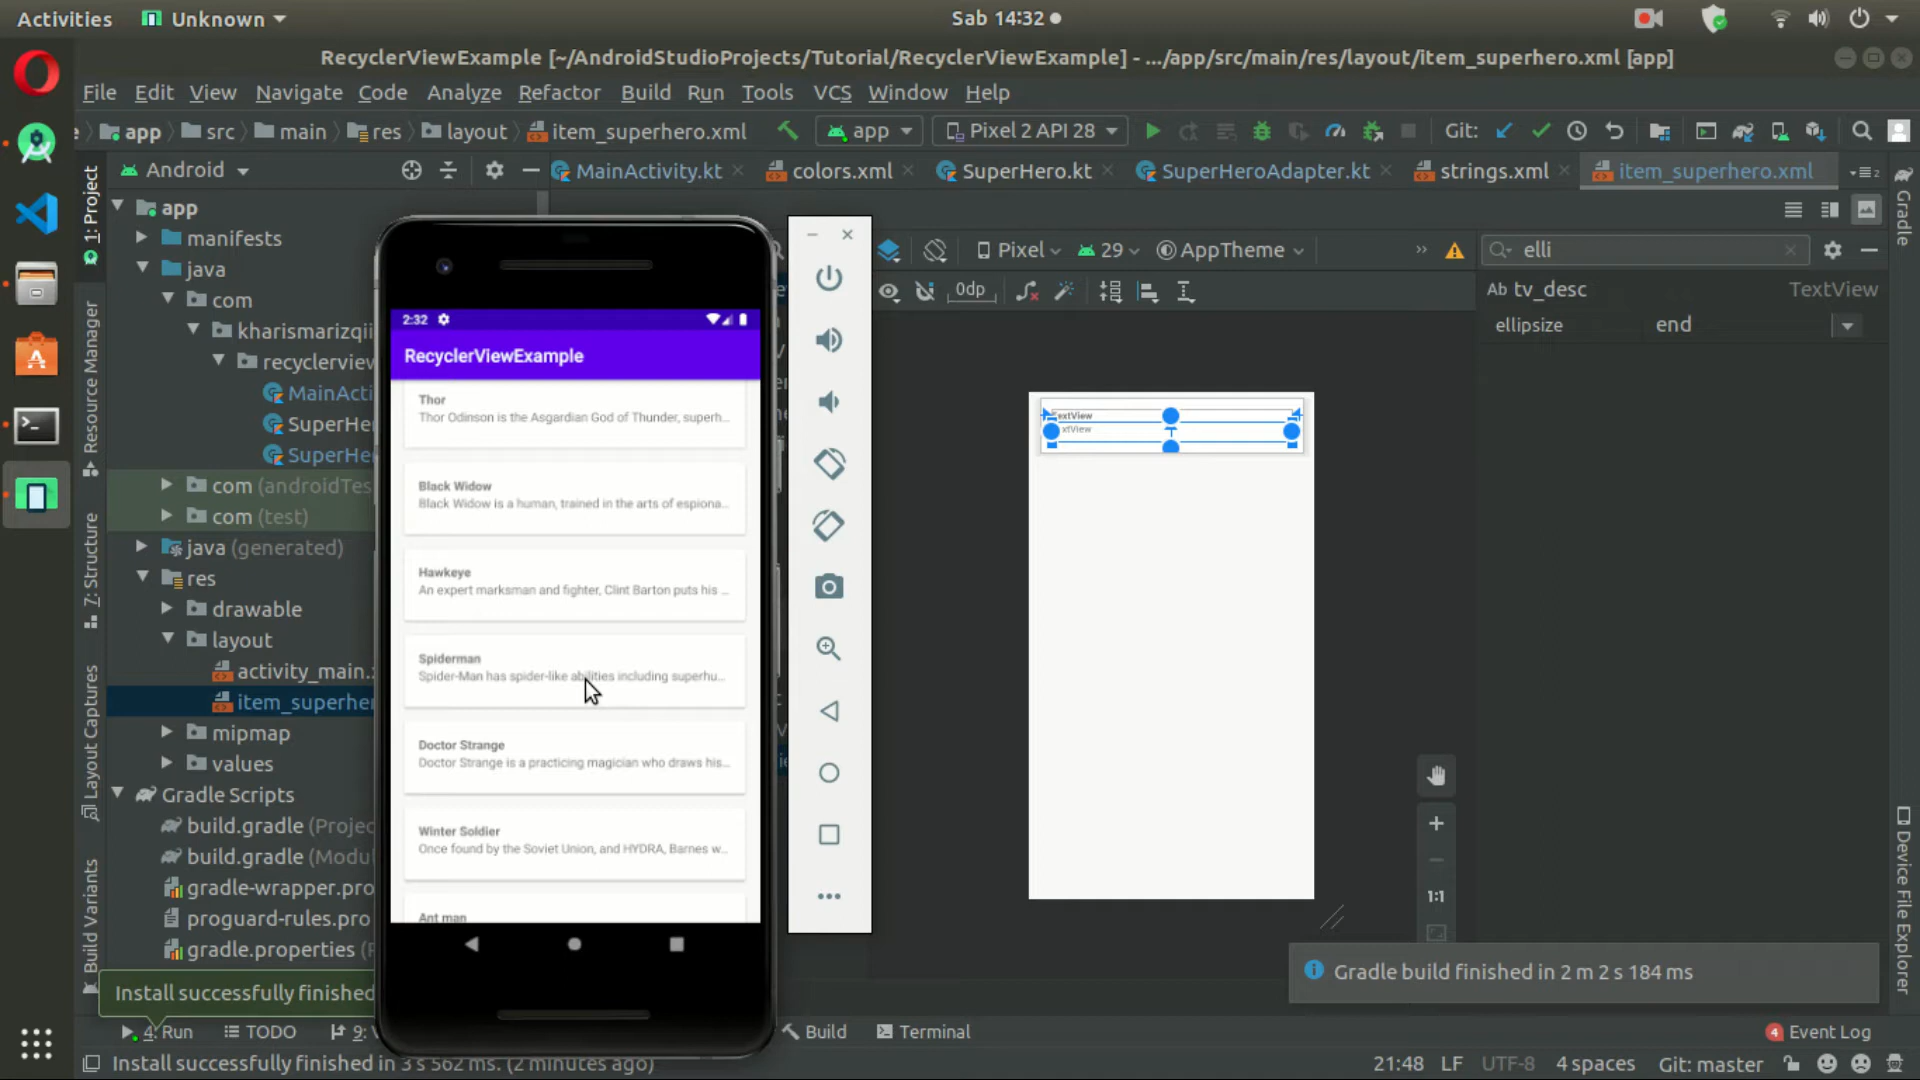 Activities
Unknown
Sab 14:32
RecyclerViewExample [~/AndroidStudioProjects/Tutorial/RecyclerViewExample] - .../app/src/main/res/layout/item_superhero.xml [app]
File Edit View Navigate Code Analyze Refactor Build Run Tools VCS Window Help
app src main res layout item_superhero.xml
app
Pixel 2 API 28
Git:
Android
MainActivity.kt
colors.xml
SuperHero.kt
SuperHeroAdapter.kt
strings.xml
item_superhero.xml
1: Project
Resource Manager
7: Structure
Layout Captures
Build Variants
app
manifests
java
com
kharismarizqii
recyclerview
MainActi
SuperHe
SuperHe
com (androidTes
com (test)
java (generated)
res
drawable
layout
activity_main.
item_superhe
mipmap
values
Gradle Scripts
build.gradle (Projec
build.gradle (Modu
gradle-wrapper.pro
proguard-rules.pro
gradle.properties (P
Install successfully finished
2:32
RecyclerViewExample
Thor
Thor Odinson is the Asgardian God of Thunder, superh...
Black Widow
Black Widow is a human, trained in the arts of espiona...
Hawkeye
An expert marksman and fighter, Clint Barton puts his ...
Spiderman
Spider-Man has spider-like abilities including superhu...
Doctor Strange
Doctor Strange is a practicing magician who draws his...
Winter Soldier
Once found by the Soviet Union, and HYDRA, Barnes w...
Ant man
Pixel
29
AppTheme
0dp
TextView
xtView
1:1
elli
Ab tv_desc TextView
ellipsize end
Gradle
Device File Explorer
Gradle build finished in 2 m 2 s 184 ms
4: Run
TODO
9:
Build
Terminal
4 Event Log
Install successfully finished in 3 s 562 ms. (2 minutes ago)
21:48 LF UTF-8 4 spaces Git: master